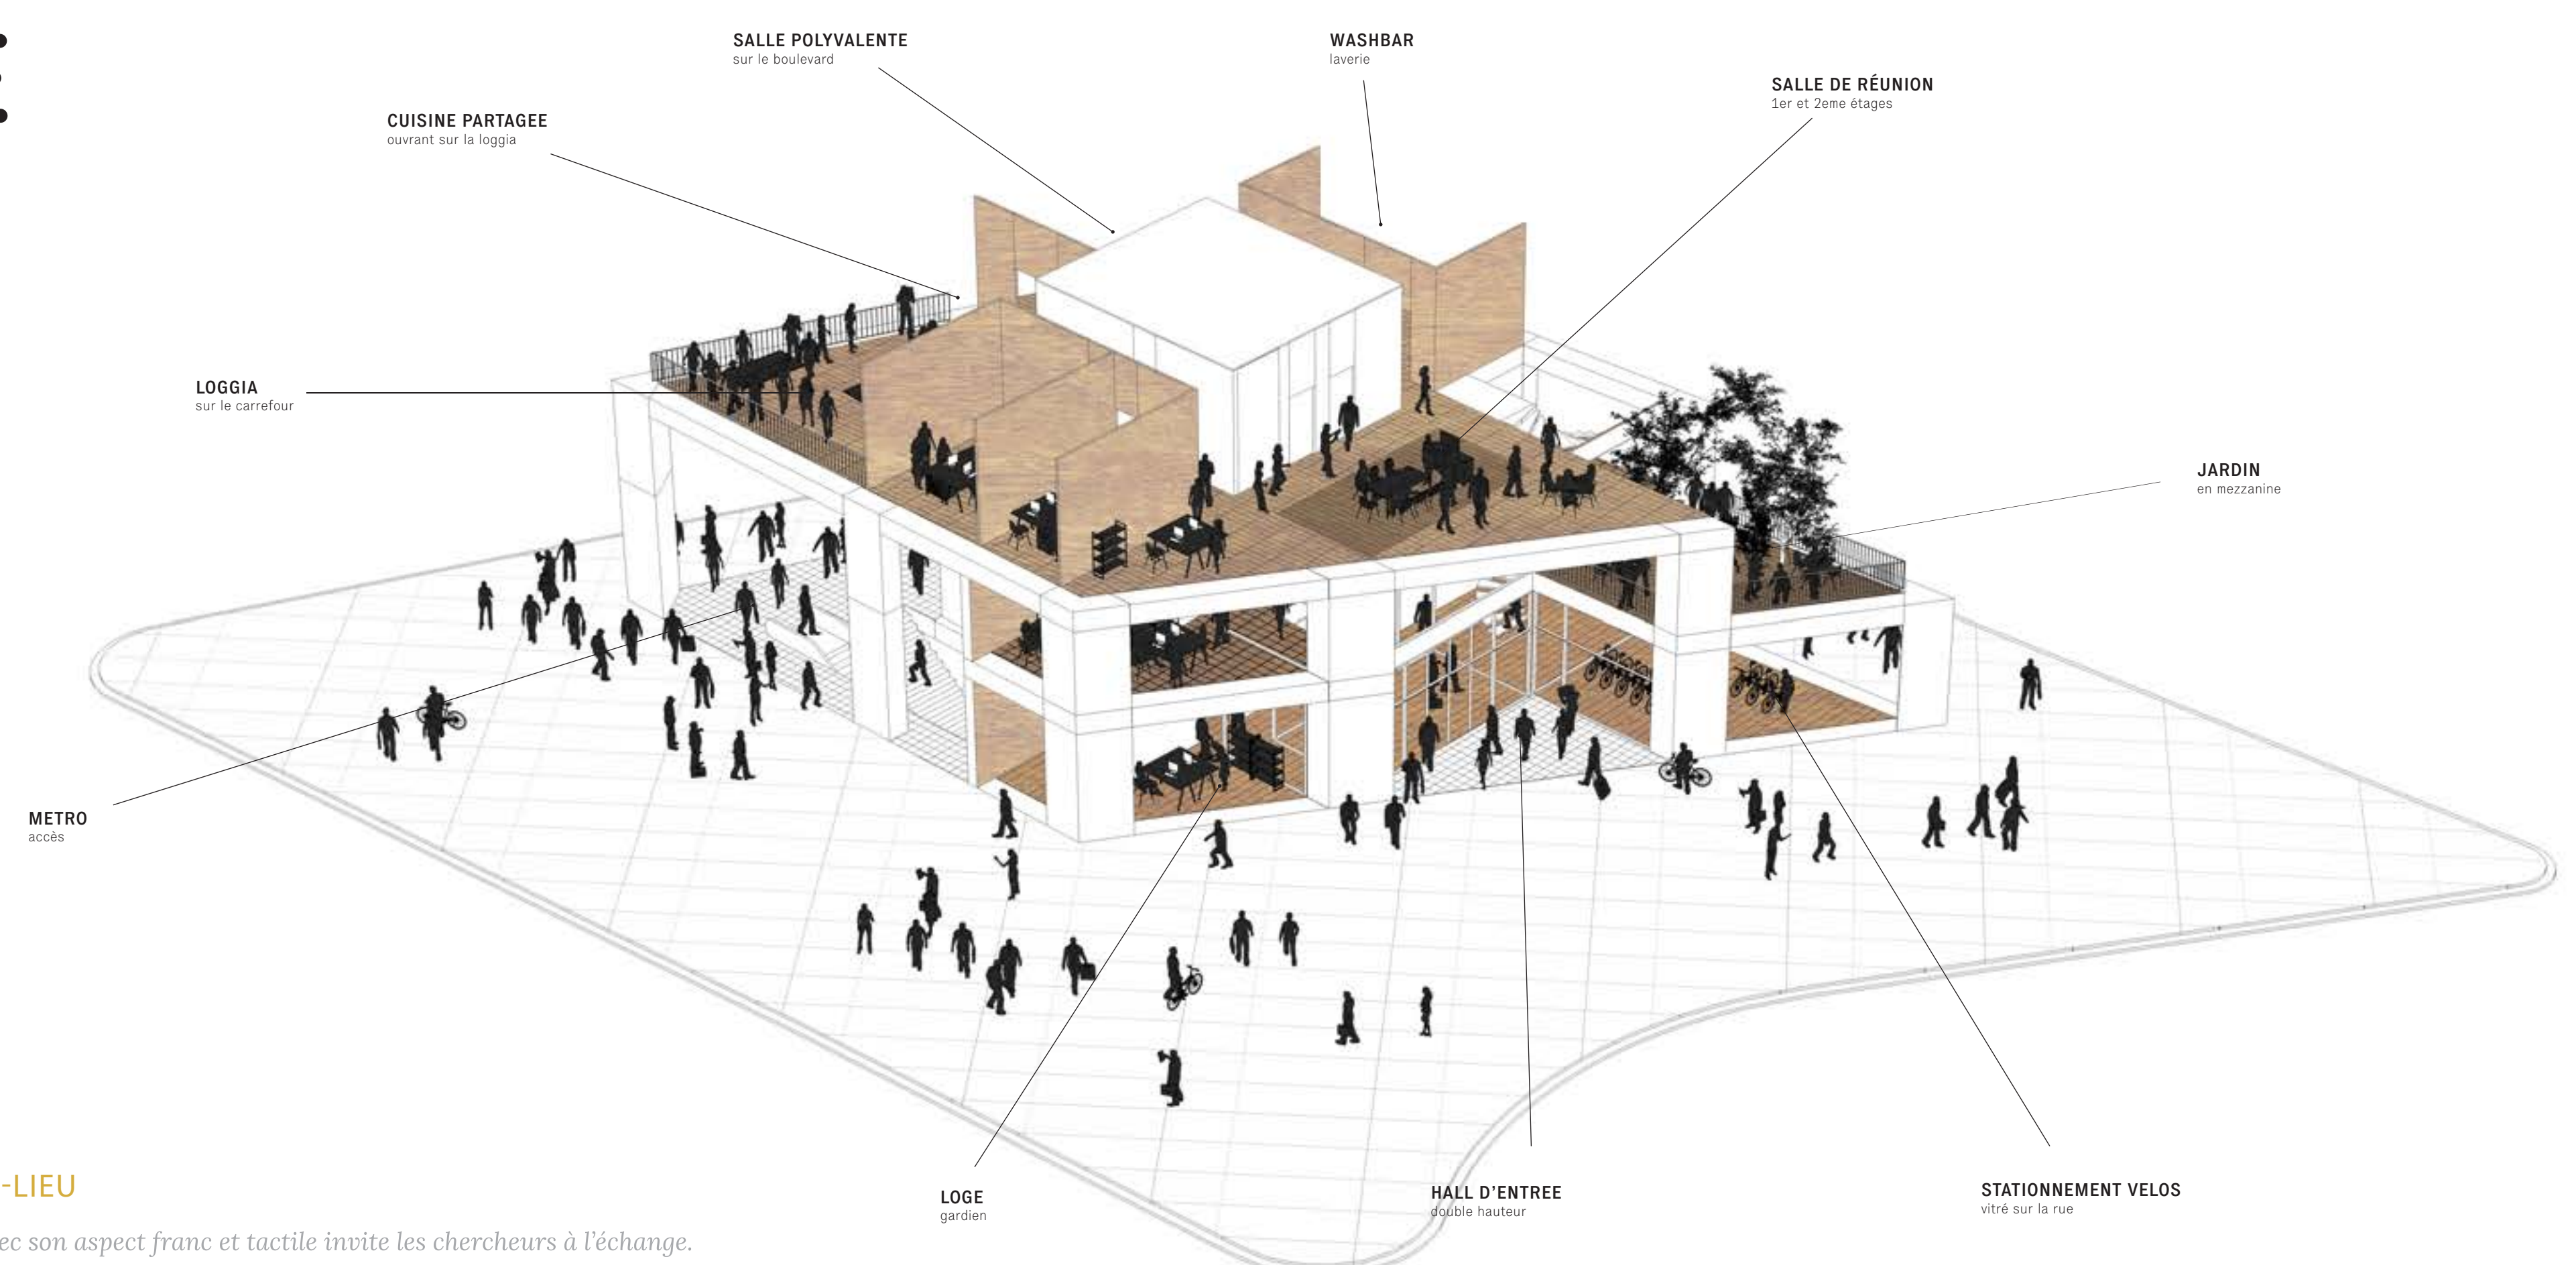 SALLE POLYVALENTE
sur le boulevard
WASHBAR
laverie
SALLE DE RÉUNION
1er et 2eme étages
CUISINE PARTAGEE
ouvrant sur la loggia
LOGGIA
sur le carrefour
JARDIN
en mezzanine
METRO
accès
-LIEU
ec son aspect franc et tactile invite les chercheurs à l'échange.
LOGE
gardien
HALL D'ENTREE
double hauteur
STATIONNEMENT VELOS
vitré sur la rue